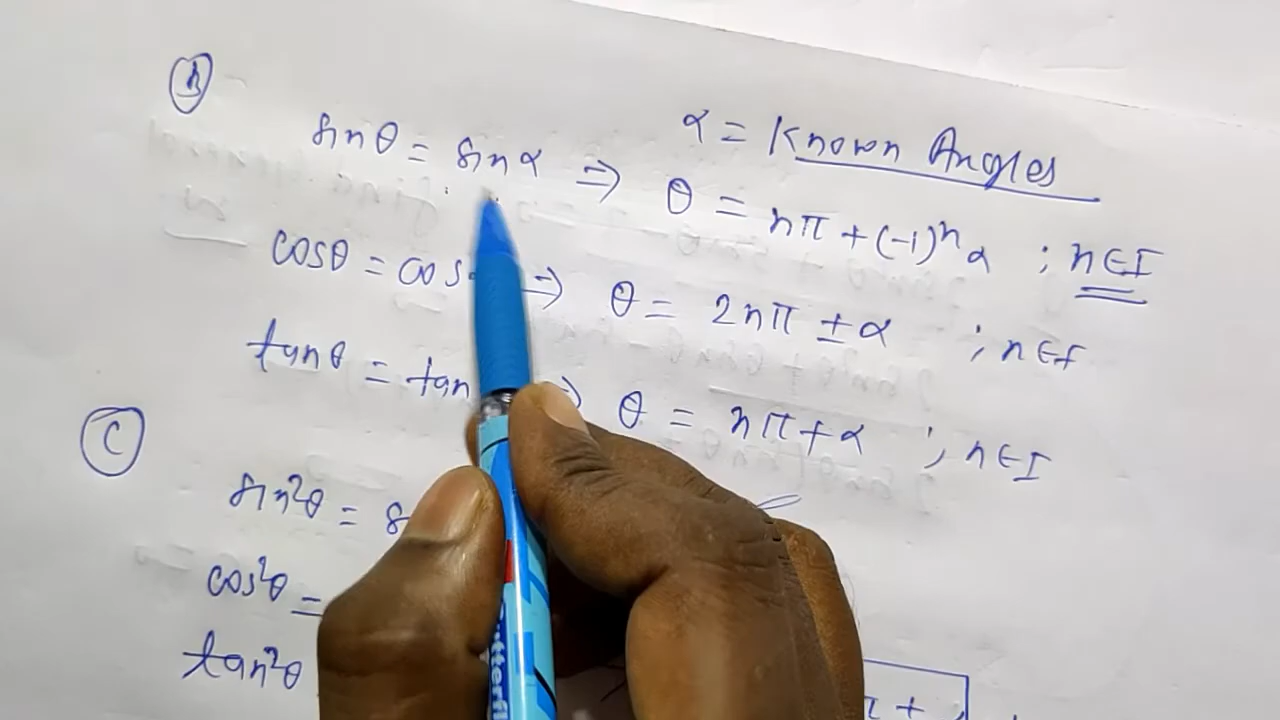 B
α = Known Angles
sinθ = sinα ⇒ θ = nπ + (-1)ⁿα ; n∈I
cosθ = cos ⇒ θ = 2nπ ± α ; n∈I
tanθ = tan ⇒ θ = nπ + α ; n∈I
C
sin²θ = s
cos²θ =
tan²θ
π +